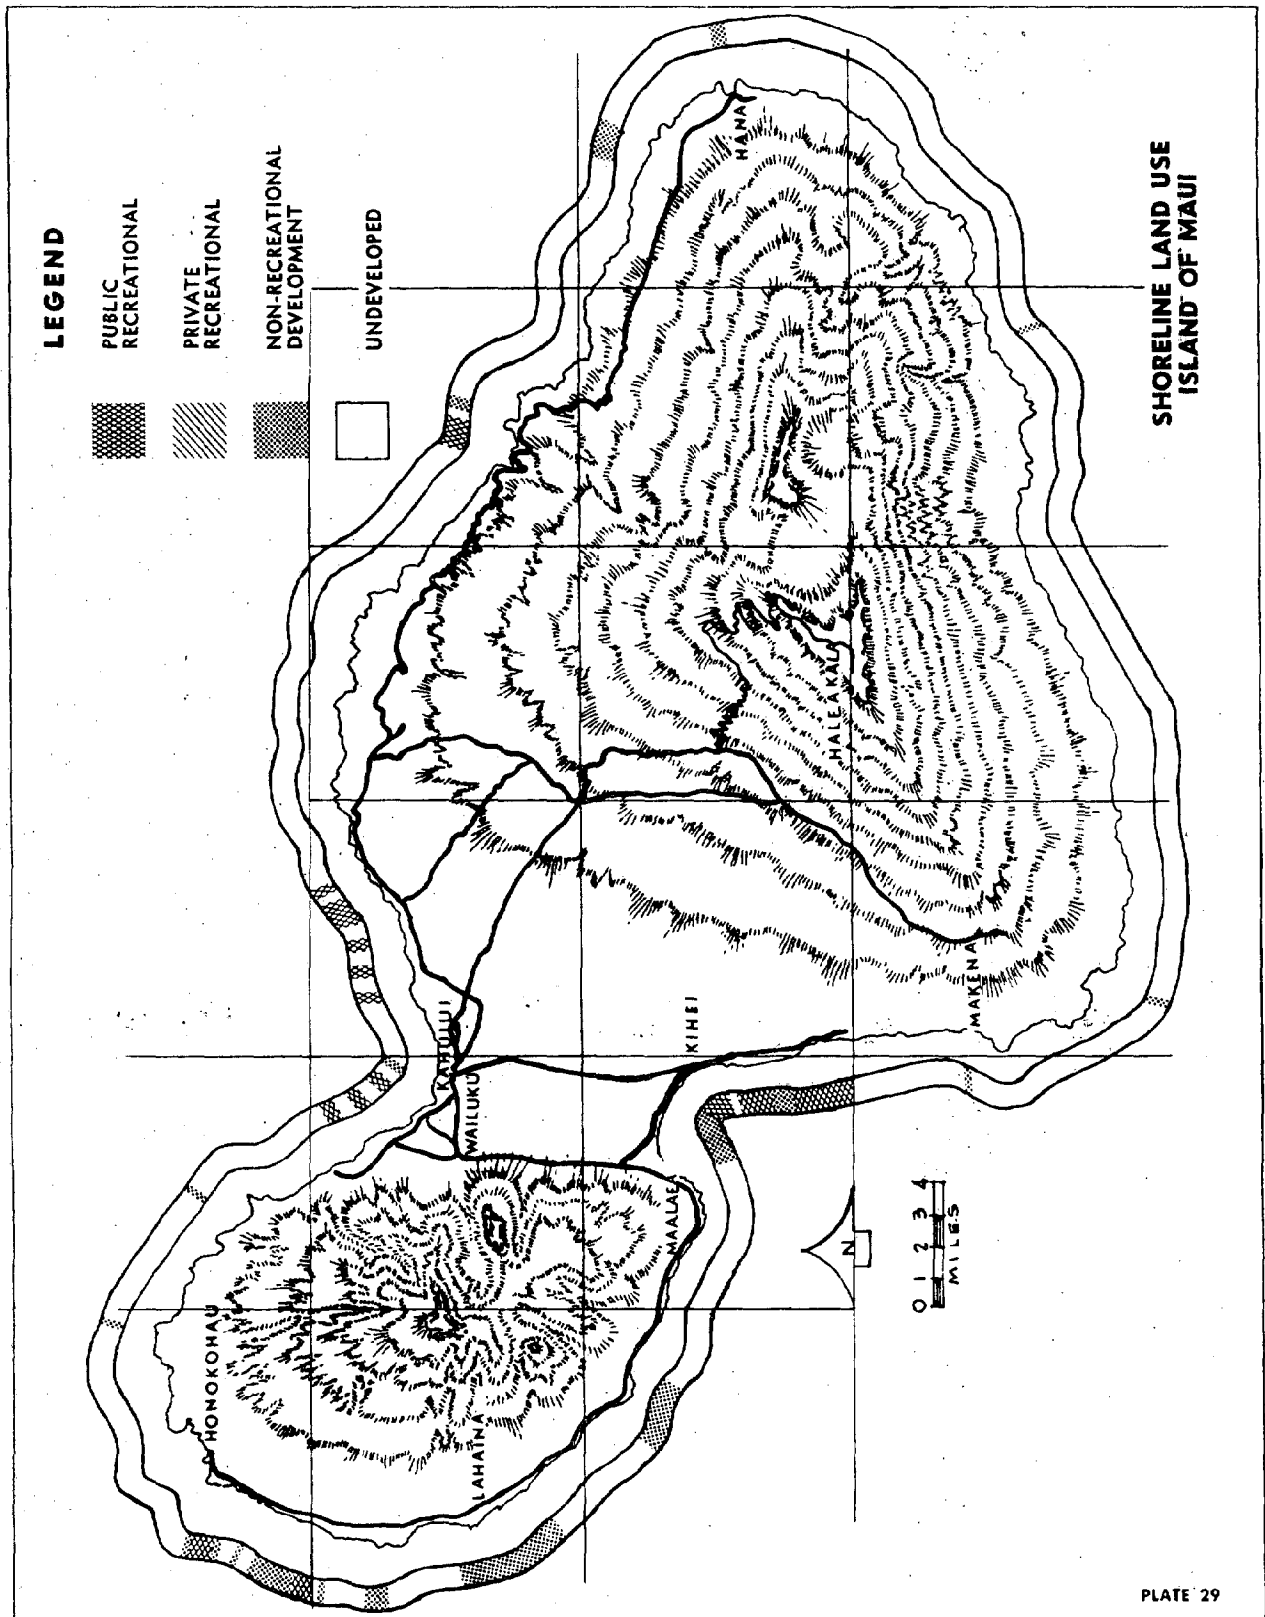 LEGEND
PUBLIC
RECREATIONAL
PRIVATE
RECREATIONAL
NON-RECREATIONAL
DEVELOPMENT
UNDEVELOPED
HANA
HALEAKALA
MAKENA
KIHEI
KAHULUI
WAILUKU
MAALAEA
HONOKOHAU
LAHAINA
N
0 1 2 3 4
MILES
SHORELINE LAND USE
ISLAND OF MAUI
PLATE 29